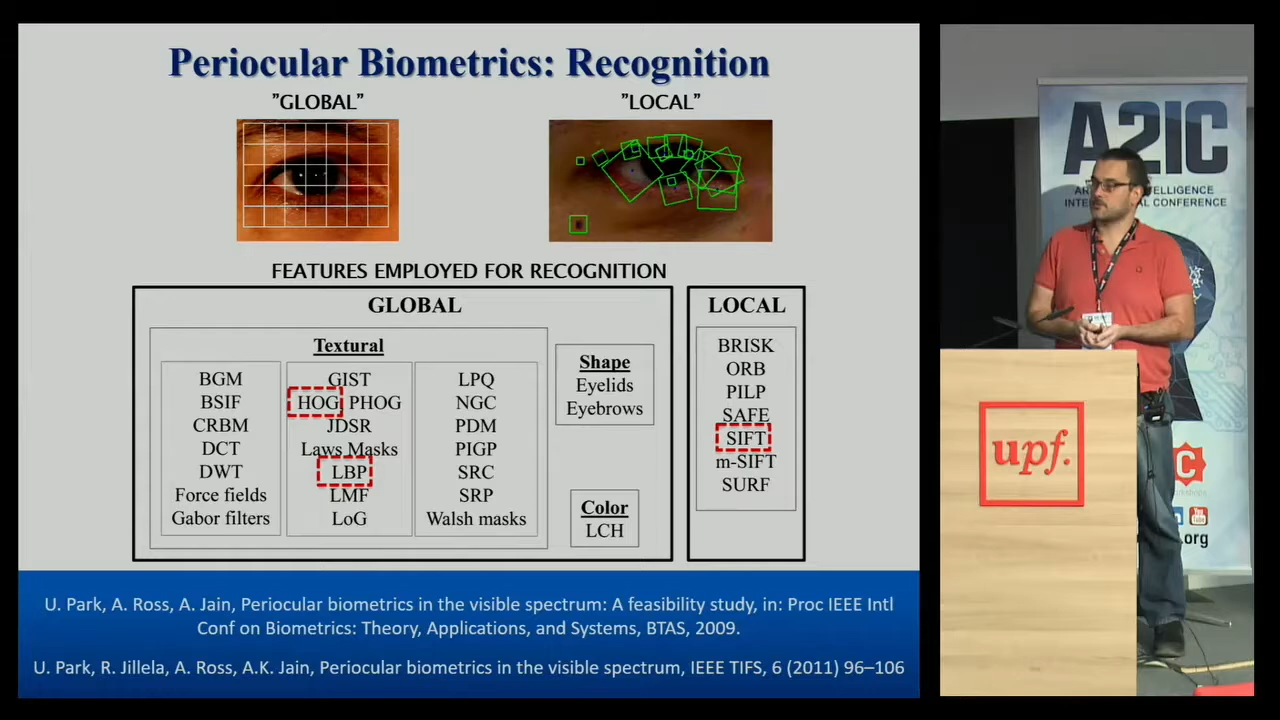 Periocular Biometrics: Recognition
"GLOBAL"
"LOCAL"
FEATURES EMPLOYED FOR RECOGNITION
GLOBAL
Textural
BGM
BSIF
CRBM
DCT
DWT
Force fields
Gabor filters
GIST
HOG PHOG
JDSR
Laws Masks
LBP
LMF
LoG
LPQ
NGC
PDM
PIGP
SRC
SRP
Walsh masks
Shape
Eyelids
Eyebrows
Color
LCH
LOCAL
BRISK
ORB
PILP
SAFE
SIFT
m-SIFT
SURF
U. Park, A. Ross, A. Jain, Periocular biometrics in the visible spectrum: A feasibility study, in: Proc IEEE Intl
Conf on Biometrics: Theory, Applications, and Systems, BTAS, 2009.
U. Park, R. Jillela, A. Ross, A.K. Jain, Periocular biometrics in the visible spectrum, IEEE TIFS, 6 (2011) 96–106
A2IC
CONFERENCE
upf.